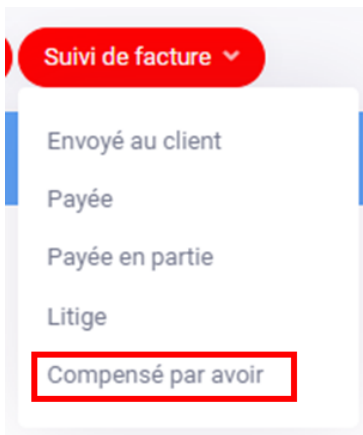 Suivi de facture
Envoyé au client
Payée
Payée en partie
Litige
Compensé par avoir